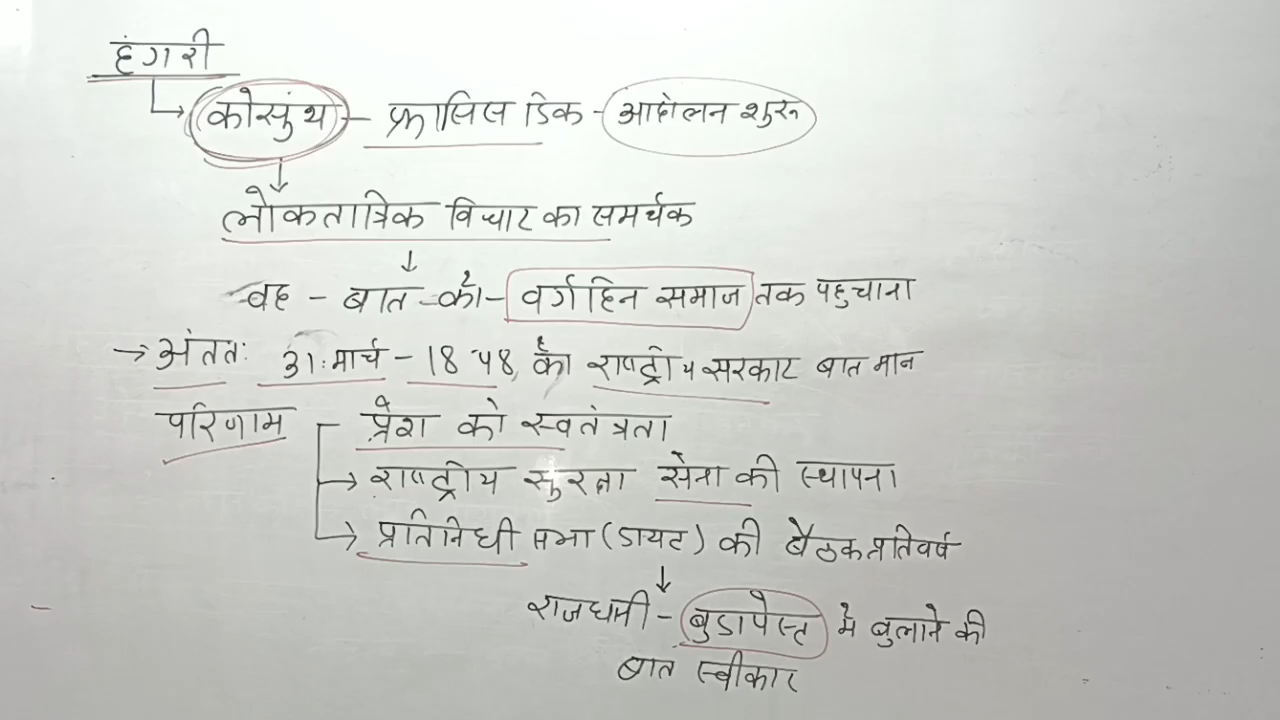 हंगरी
कोसुंथ - फ्रासिस डिक - आदोलन शुरू
लोकतात्रिक विचार का समर्थक
वह - बात को - वर्गहिन समाज तक पहुचाना
अंततः 31 मार्च - 1848 को राष्ट्रीय सरकार बात मान
परिणाम प्रेश को स्वतंत्रता
राष्ट्रीय सुरक्षा सेना की स्थापना
प्रतिनिधी सभा (डायट) की बैठक प्रतिवर्ष
राजधानी - बुडापेस्ट में बुलाने की
बात स्वीकार